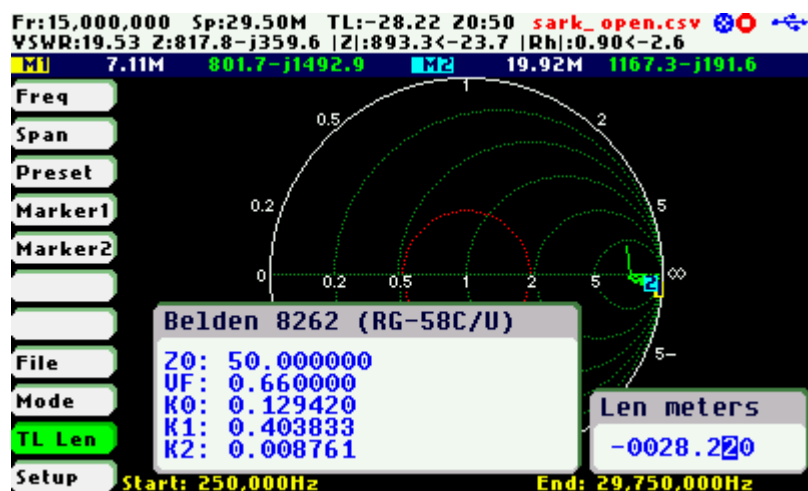 Fr:15,000,000 Sp:29.50M TL:-28.22 Z0:50 sark_open.csv
VSWR:19.53 Z:817.8-j359.6 |Z|:893.3<-23.7 |Rh|:0.90<-2.6
M1 7.11M 801.7-j1492.9 M2 19.92M 1167.3-j191.6
Freq
Span
Preset
Marker1
Marker2
File
Mode
TL Len
Setup
1
0.5
2
0.2
5
0 0.2 0.5 1 2 5 ∞
2
5-
Belden 8262 (RG-58C/U)
Z0: 50.000000
VF: 0.660000
K0: 0.129420
K1: 0.403833
K2: 0.008761
Len meters
-0028.220
Start: 250,000Hz End: 29,750,000Hz